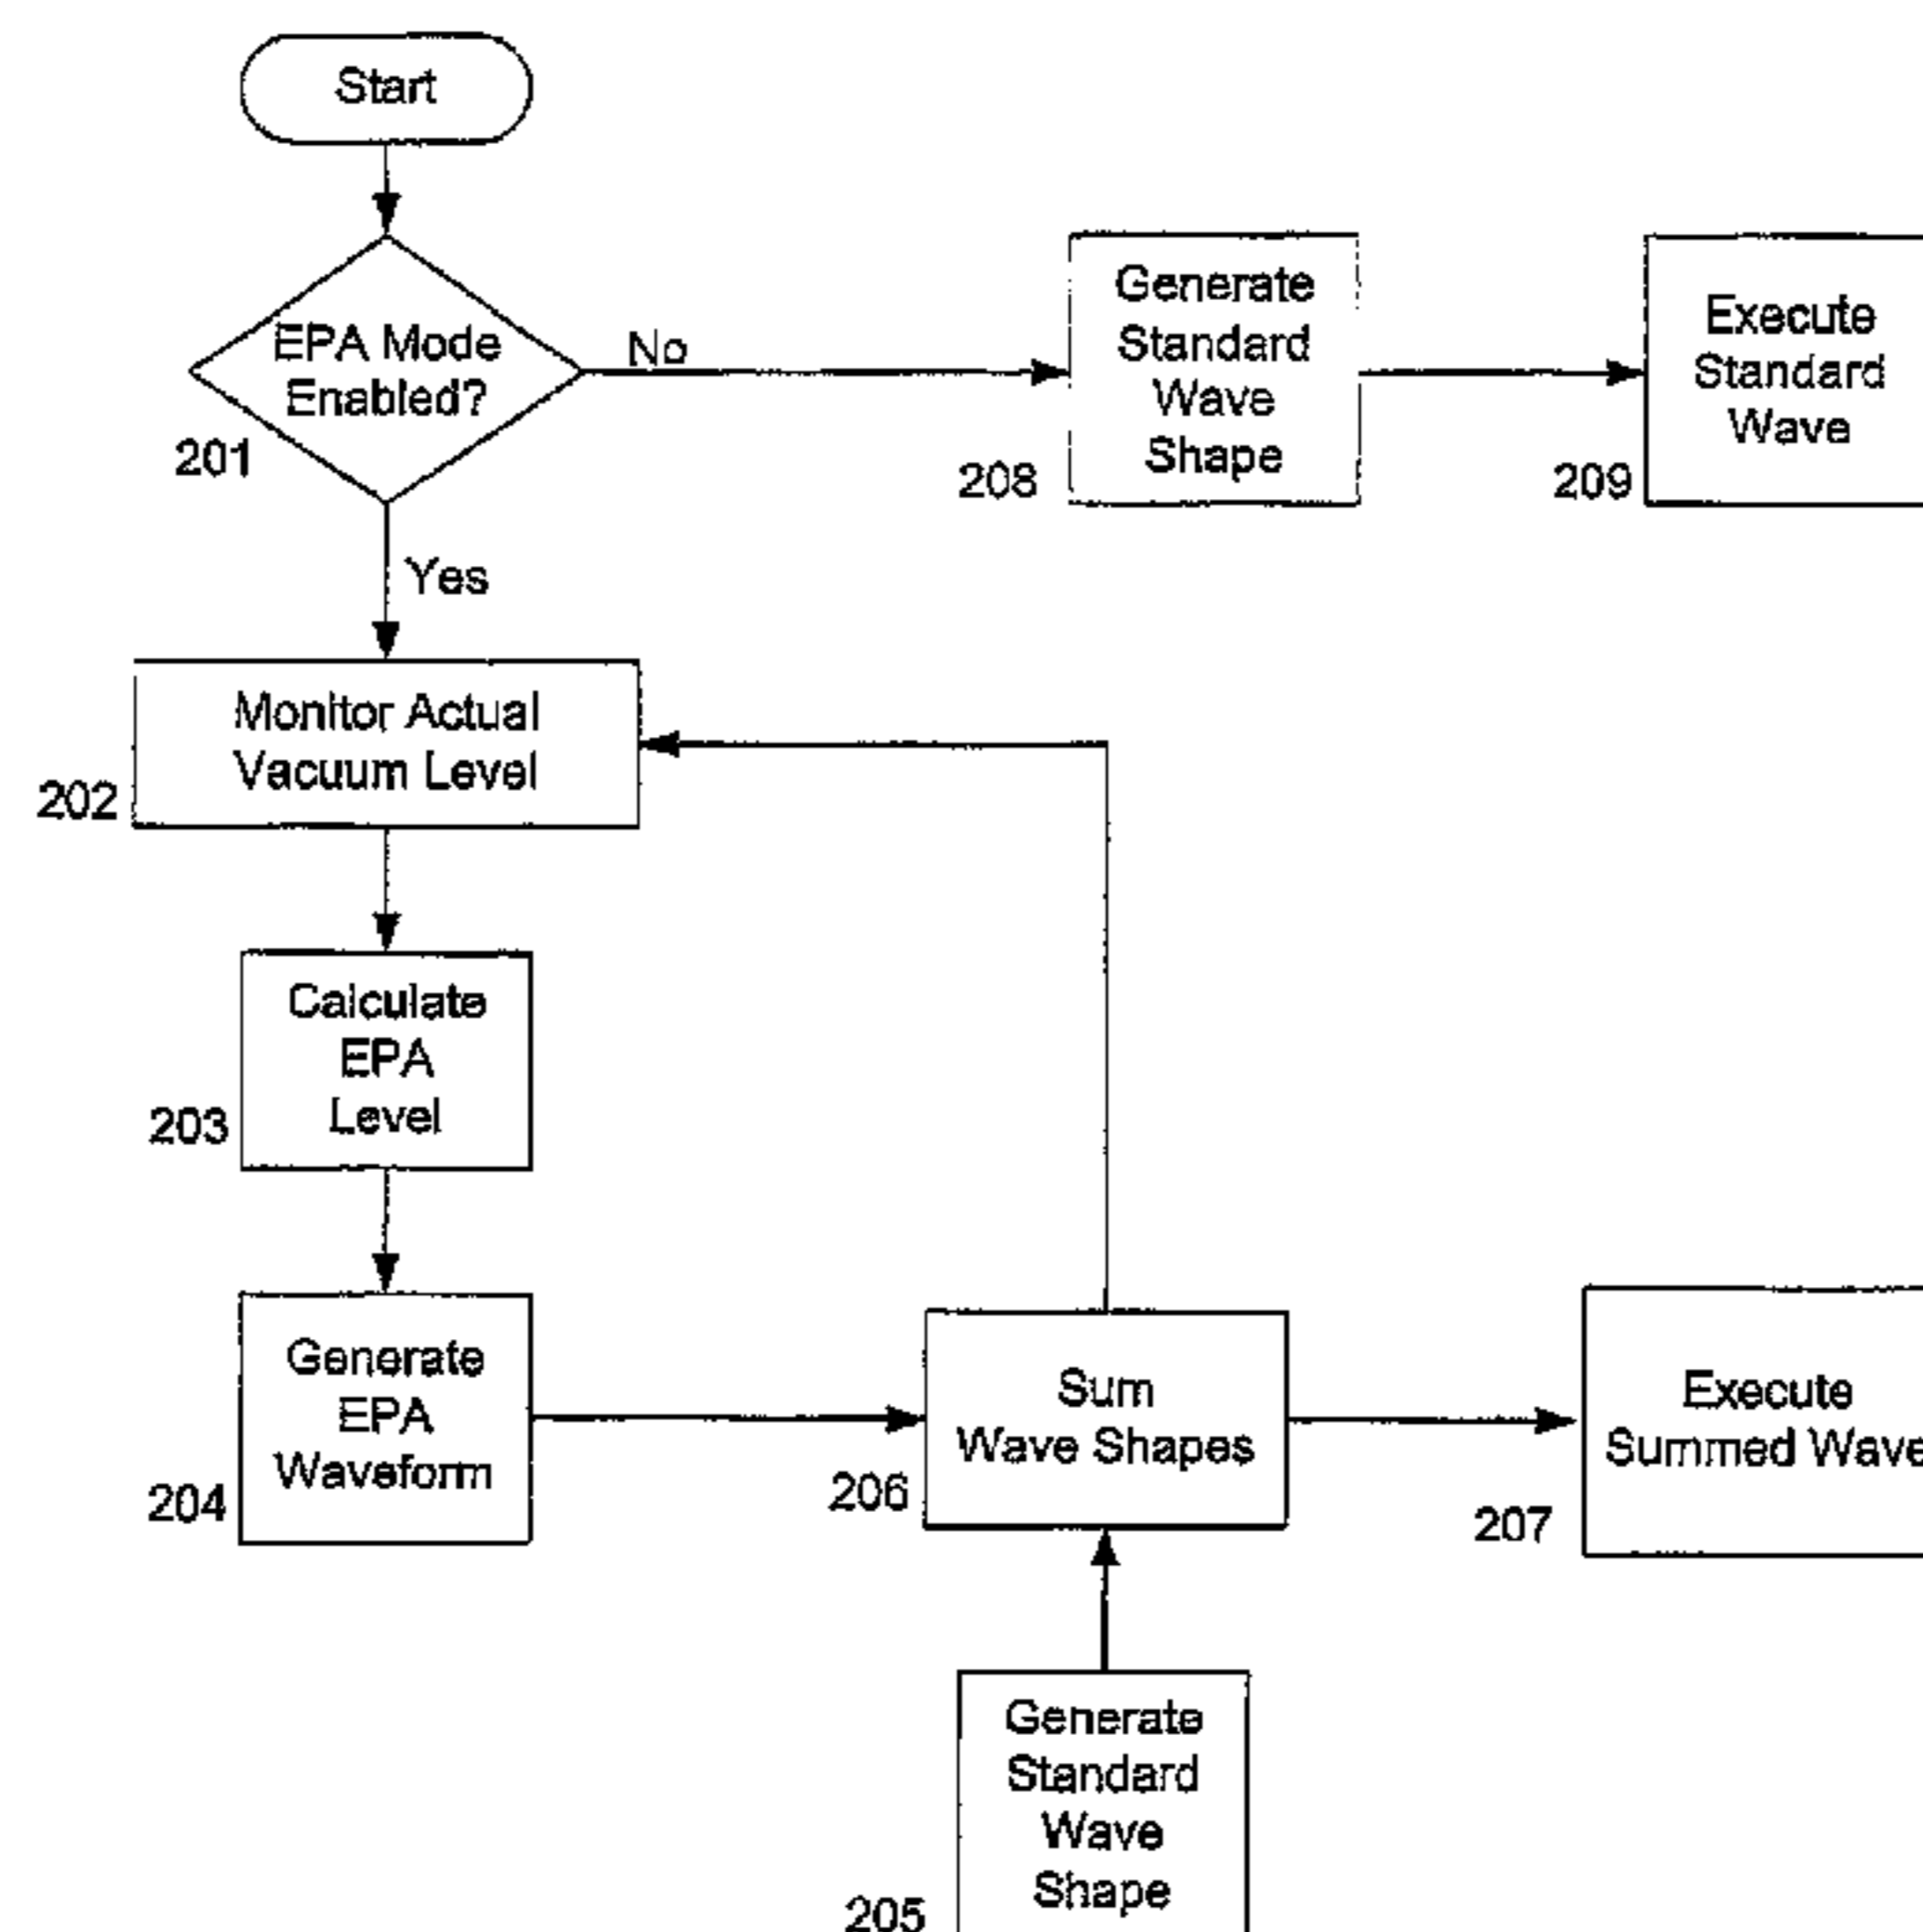 Start
EPA Mode
Enabled?
201
No
Generate
Standard
Wave
Shape
208
Execute
Standard
Wave
209
Yes
Monitor Actual
Vacuum Level
202
Calculate
EPA
Level
203
Generate
EPA
Waveform
204
Sum
Wave Shapes
206
Execute
Summed Wave
207
Generate
Standard
Wave
Shape
205